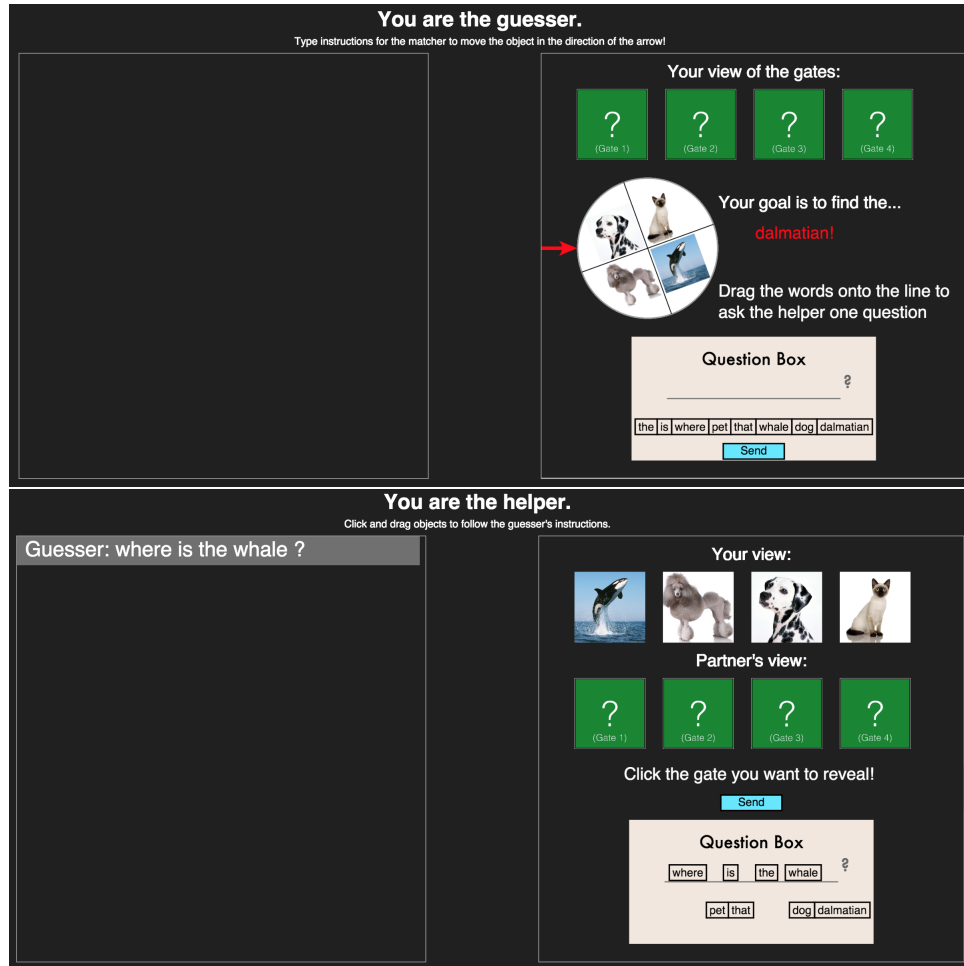 You are the guesser.
Type instructions for the matcher to move the object in the direction of the arrow!
Your view of the gates:
? ? ? ?
(Gate 1) (Gate 2) (Gate 3) (Gate 4)
Your goal is to find the...
dalmatian!
Drag the words onto the line to
ask the helper one question
Question Box
?
the is where pet that whale dog dalmatian
Send
You are the helper.
Click and drag objects to follow the guesser's instructions.
Guesser: where is the whale ?
Your view:
Partner's view:
? ? ? ?
(Gate 1) (Gate 2) (Gate 3) (Gate 4)
Click the gate you want to reveal!
Send
Question Box
where is the whale ?
pet that dog dalmatian